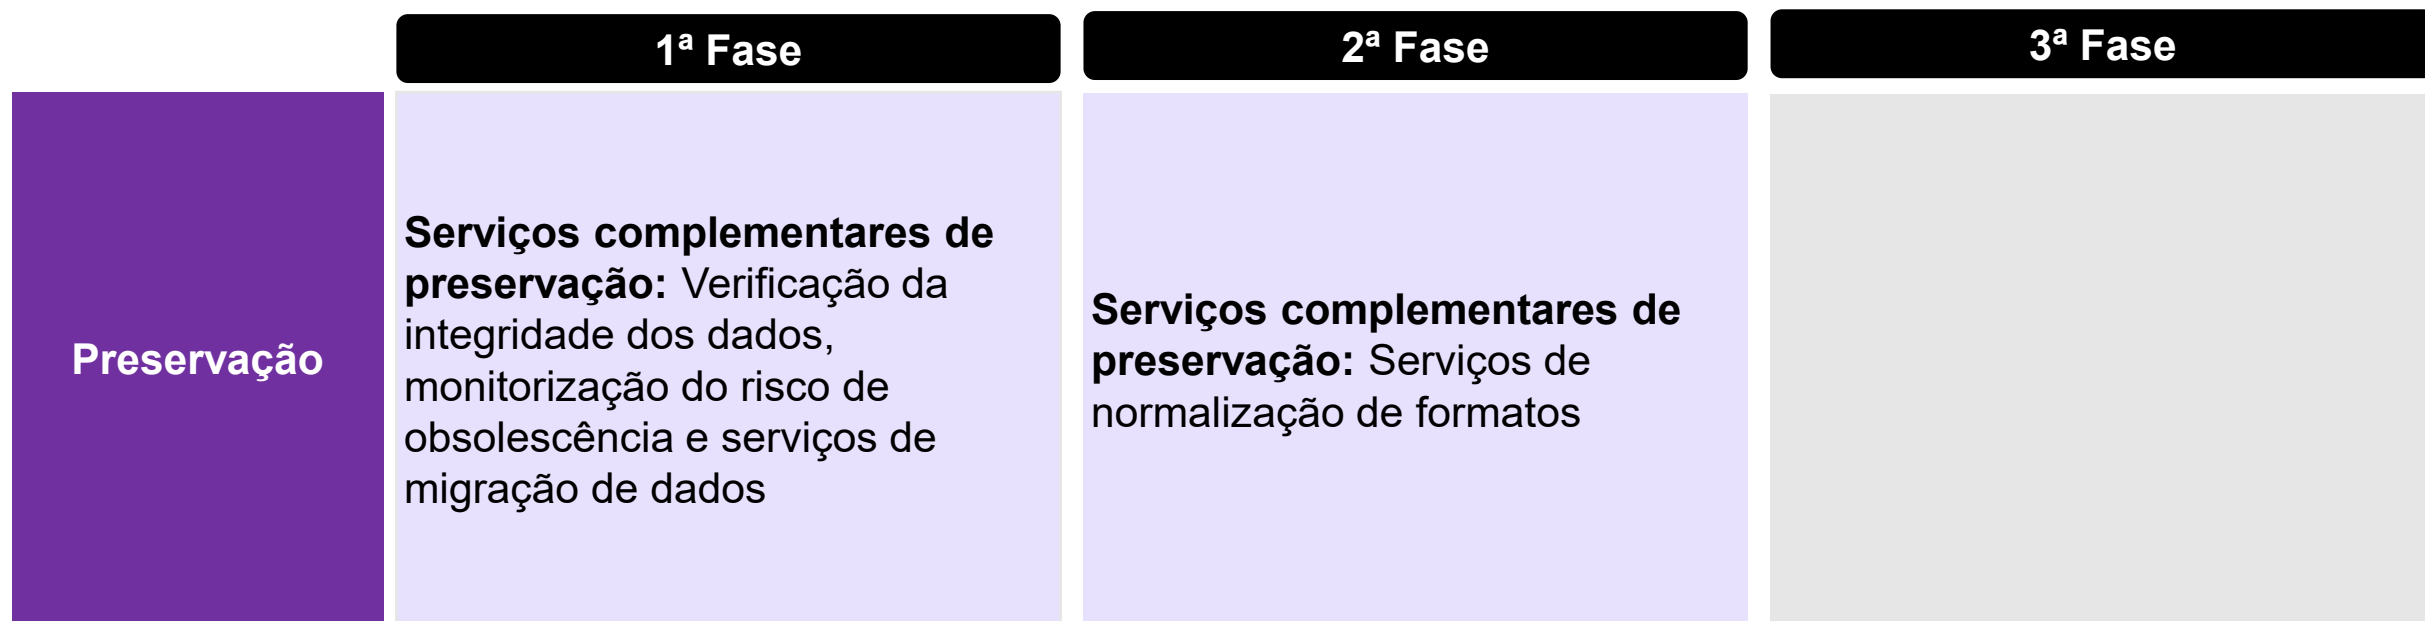 1ª Fase
2ª Fase
3ª Fase
Preservação
Serviços complementares de
preservação: Verificação da
integridade dos dados,
monitorização do risco de
obsolescência e serviços de
migração de dados
Serviços complementares de
preservação: Serviços de
normalização de formatos